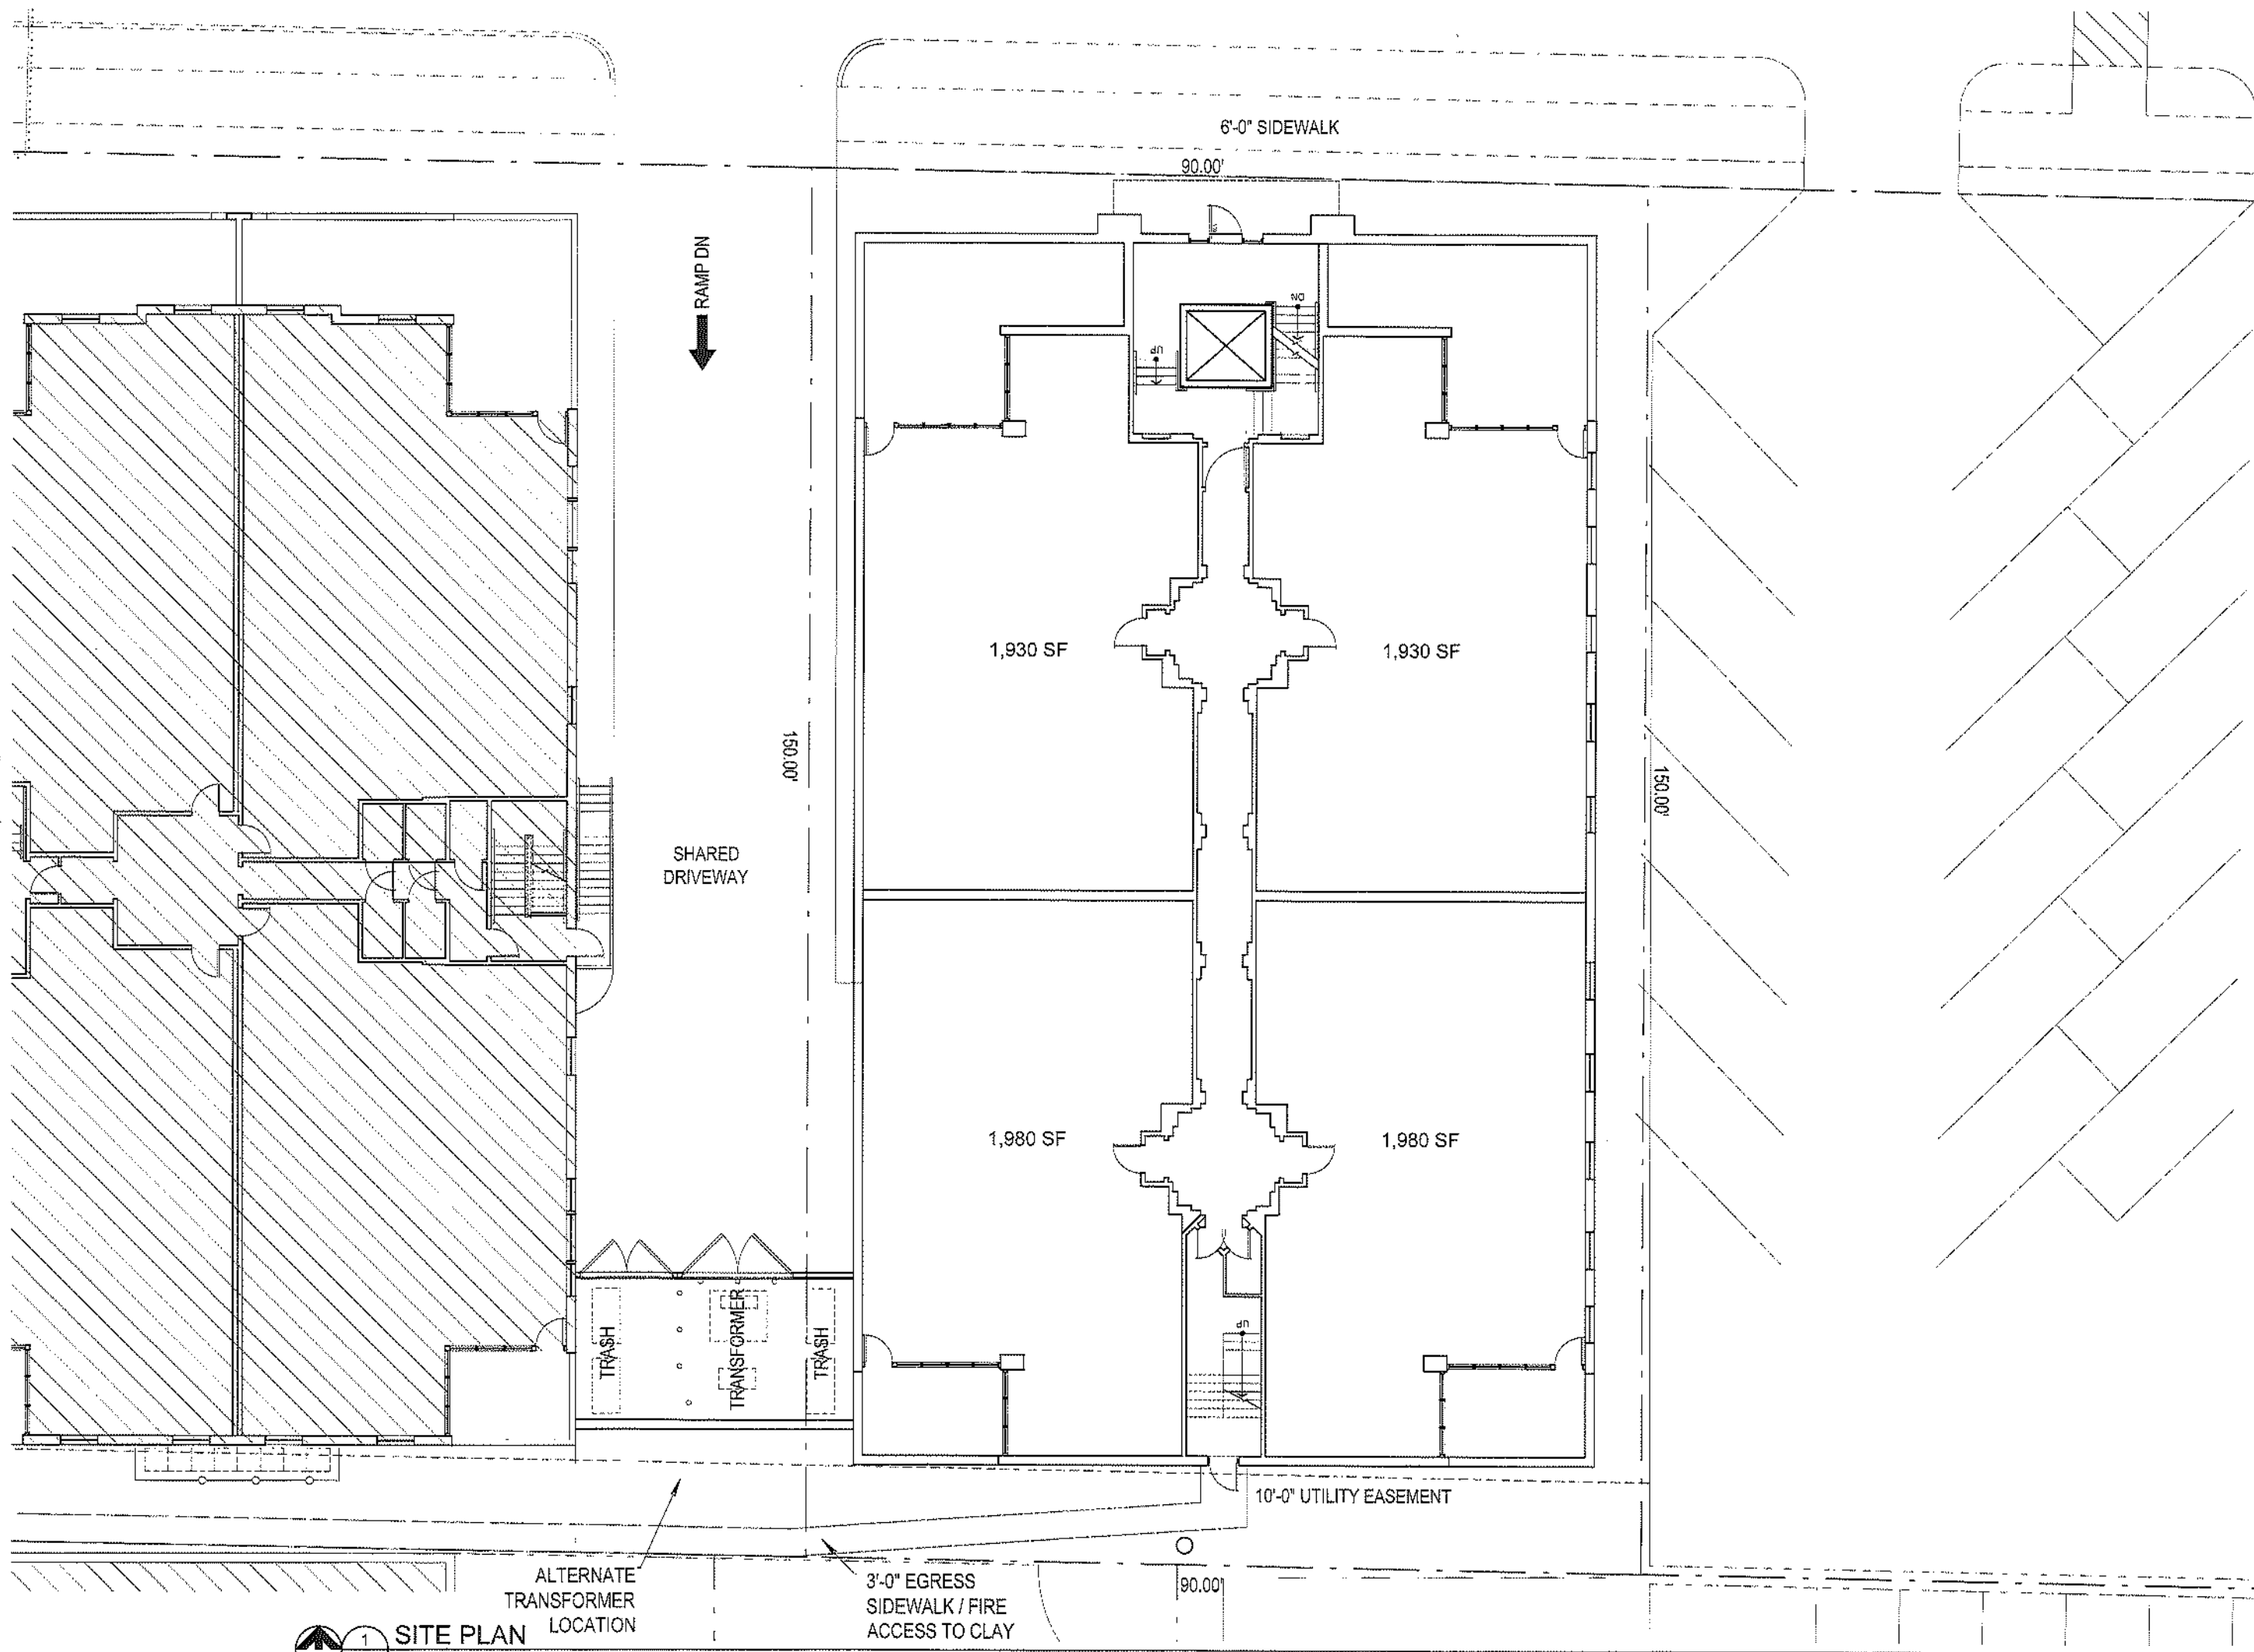 6'-0" SIDEWALK
90.00'
RAMP DN
DN
UP
1,930 SF
1,930 SF
150.00'
150.00'
SHARED
DRIVEWAY
1,980 SF
1,980 SF
TRASH
TRANSFORMER
TRASH
UP
10'-0" UTILITY EASEMENT
ALTERNATE
TRANSFORMER
LOCATION
3'-0" EGRESS
SIDEWALK / FIRE
ACCESS TO CLAY
90.00'
1 SITE PLAN